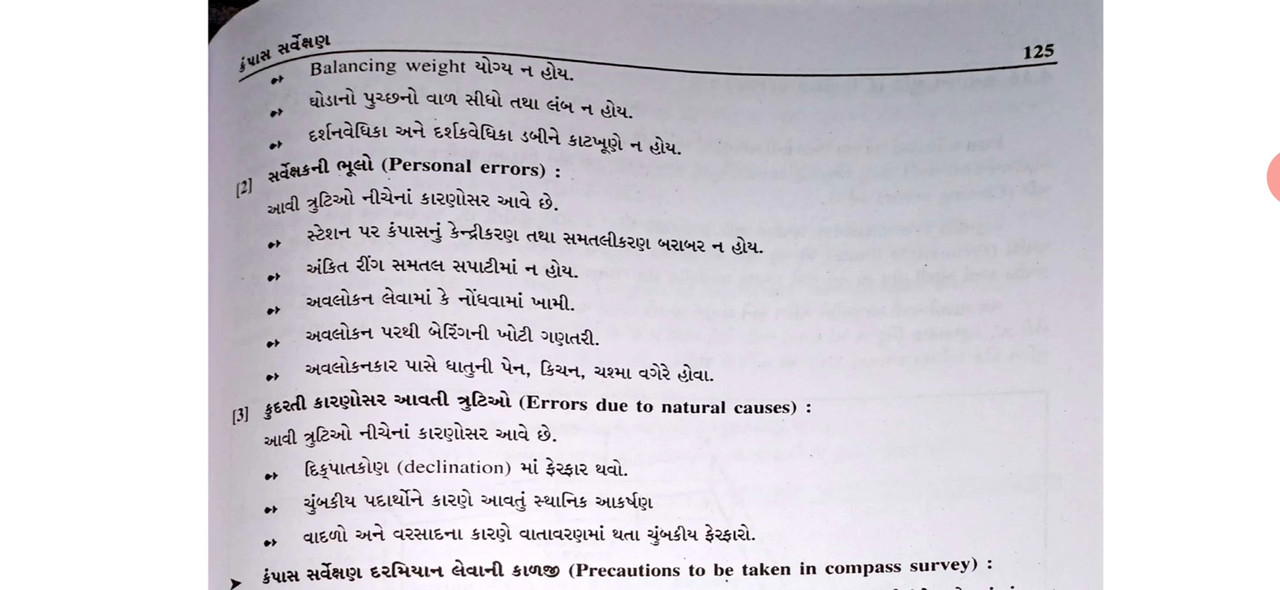 કંપાસ સર્વેક્ષણ 125
➻ Balancing weight યોગ્ય ન હોય.
➻ ઘોડાનો પુચ્છનો વાળ સીધો તથા લંબ ન હોય.
➻ દર્શનવેધિકા અને દર્શકવેધિકા ડબીને કાટખૂણે ન હોય.
[2] સર્વેક્ષકની ભૂલો (Personal errors) :
આવી ત્રુટિઓ નીચેનાં કારણોસર આવે છે.
➻ સ્ટેશન પર કંપાસનું કેન્દ્રીકરણ તથા સમતલીકરણ બરાબર ન હોય.
➻ અંકિત રીંગ સમતલ સપાટીમાં ન હોય.
➻ અવલોકન લેવામાં કે નોંધવામાં ખામી.
➻ અવલોકન પરથી બેરિંગની ખોટી ગણતરી.
➻ અવલોકનકાર પાસે ધાતુની પેન, કિચન, ચશ્મા વગેરે હોવા.
[3] કુદરતી કારણોસર આવતી ત્રુટિઓ (Errors due to natural causes) :
આવી ત્રુટિઓ નીચેનાં કારણોસર આવે છે.
➻ દિક્પાતકોણ (declination) માં ફેરફાર થવો.
➻ ચુંબકીય પદાર્થોને કારણે આવતું સ્થાનિક આકર્ષણ
➻ વાદળો અને વરસાદના કારણે વાતાવરણમાં થતા ચુંબકીય ફેરફારો.
➤ કંપાસ સર્વેક્ષણ દરમિયાન લેવાની કાળજી (Precautions to be taken in compass survey) :